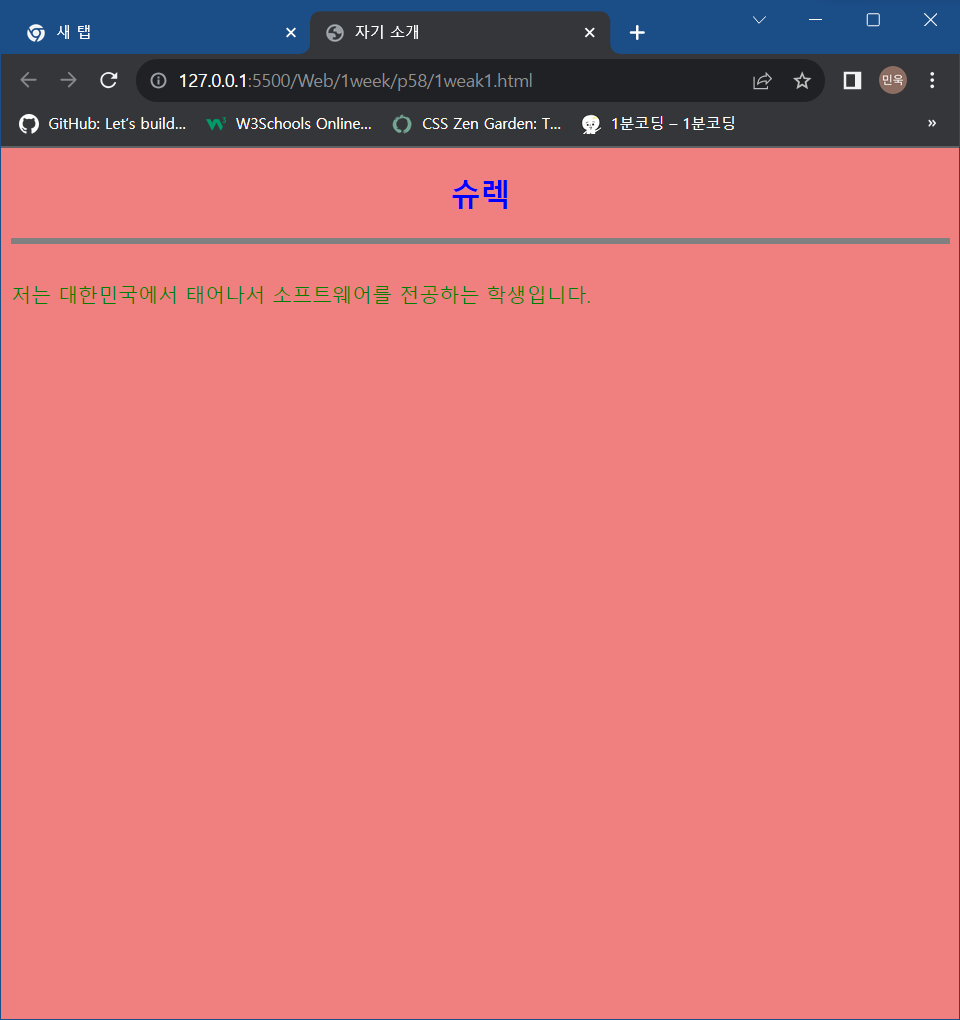 새 탭
자기 소개
127.0.0.1:5500/Web/1week/p58/1weak1.html
민욱
GitHub: Let's build...
W3Schools Online...
CSS Zen Garden: T...
1분코딩 – 1분코딩
»
슈렉
저는 대한민국에서 태어나서 소프트웨어를 전공하는 학생입니다.